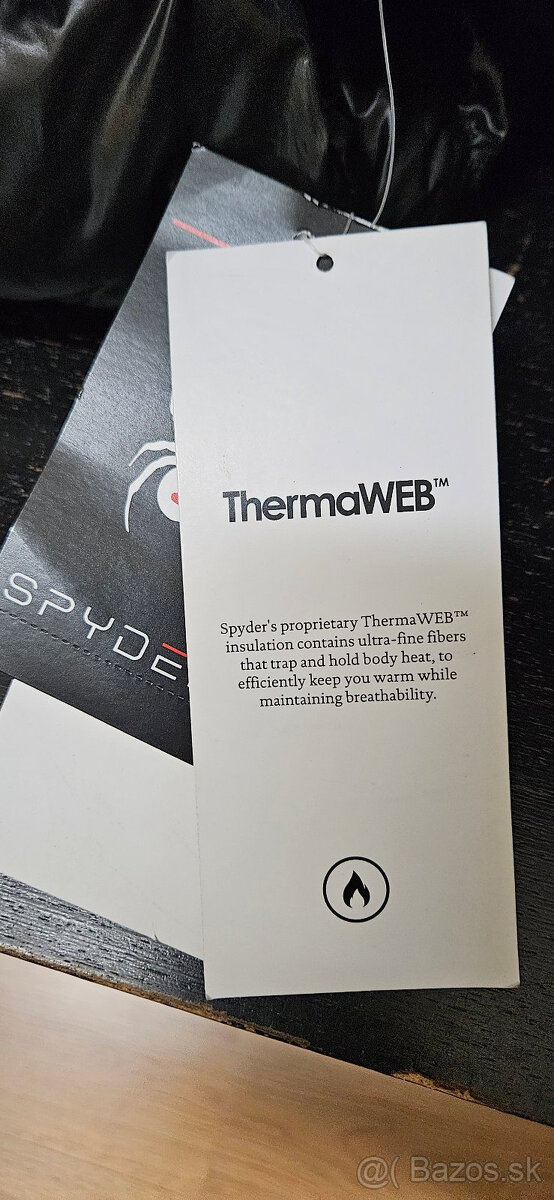 ThermaWEB™
Spyder's proprietary ThermaWEB™
insulation contains ultra-fine fibers
that trap and hold body heat, to
efficiently keep you warm while
maintaining breathability.
SPYDE
@( Bazos.sk